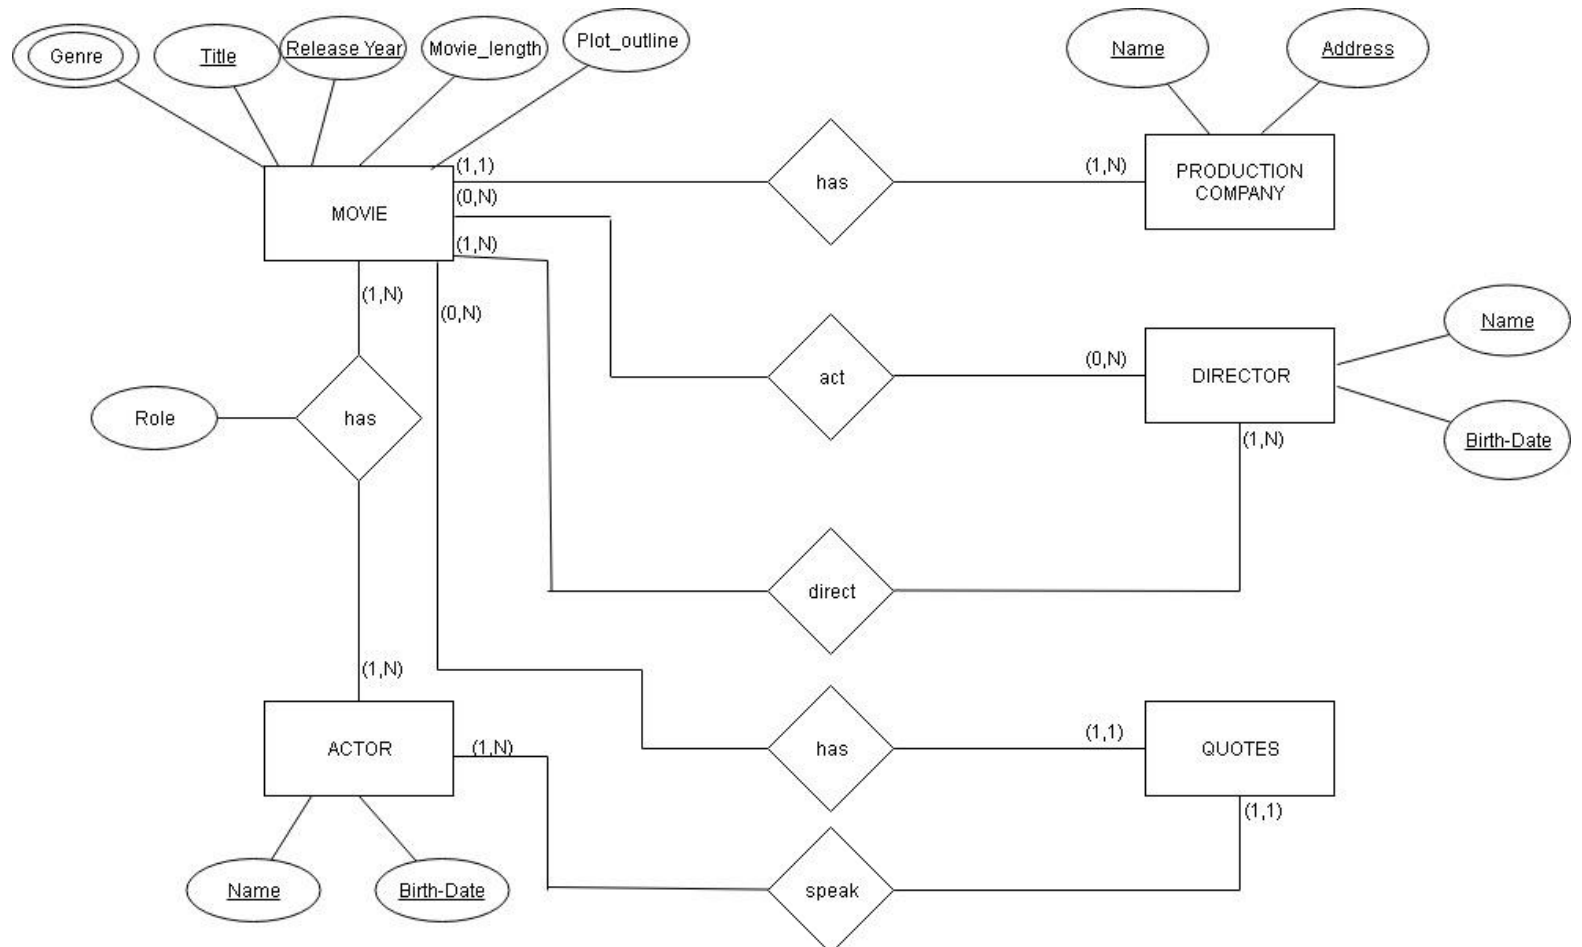 Genre
Title
Release Year
Movie_length
Plot_outline
Name
Address
(1,1)
has
(1,N)
PRODUCTION
COMPANY
MOVIE
(0,N)
(1,N)
(1,N)
(0,N)
act
(0,N)
DIRECTOR
Name
Birth-Date
(1,N)
Role
has
direct
(1,N)
ACTOR
(1,N)
has
(1,1)
QUOTES
(1,1)
speak
Name
Birth-Date